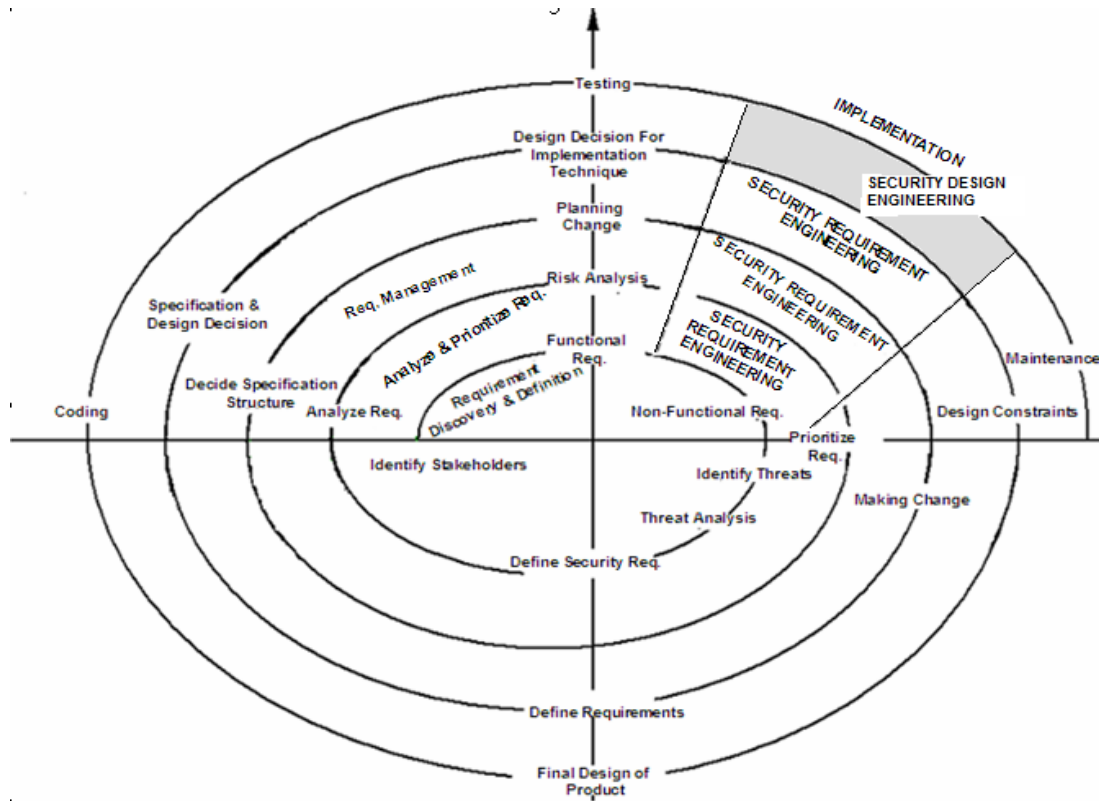 Testing
IMPLEMENTATION
Design Decision For
Implementation
Technique
SECURITY DESIGN
ENGINEERING
SECURITY REQUIREMENT
ENGINEERING
Planning
Change
SECURITY REQUIREMENT
ENGINEERING
Req. Management
Risk Analysis
Analyze & Prioritize Req.
SECURITY
REQUIREMENT
ENGINEERING
Specification &
Design Decision
Functional
Req.
Requirement
Discovery & Definition
Maintenance
Decide Specification
Structure
Coding
Analyze Req.
Non-Functional Req.
Design Constraints
Prioritize
Req.
Identify Stakeholders
Identify Threats
Making Change
Threat Analysis
Define Security Req.
Define Requirements
Final Design of
Product